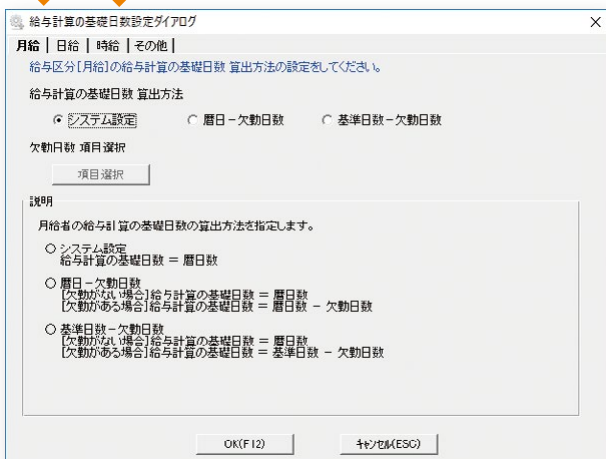 給与計算の基礎日数設定ダイアログ
月給 日給 時給 その他
給与区分[月給]の給与計算の基礎日数 算出方法の設定をしてください。
給与計算の基礎日数 算出方法
システム設定 暦日－欠勤日数 基準日数－欠勤日数
欠勤日数 項目選択
項目選択
説明
月給者の給与計算の基礎日数の算出方法を指定します。
○ システム設定
給与計算の基礎日数 ＝ 暦日数
○ 暦日－欠勤日数
[欠勤がない場合]給与計算の基礎日数 ＝ 暦日数
[欠勤がある場合]給与計算の基礎日数 ＝ 暦日数 － 欠勤日数
○ 基準日数－欠勤日数
[欠勤がない場合]給与計算の基礎日数 ＝ 暦日数
[欠勤がある場合]給与計算の基礎日数 ＝ 基準日数 － 欠勤日数
OK(F12) ｷｬﾝｾﾙ(ESC)